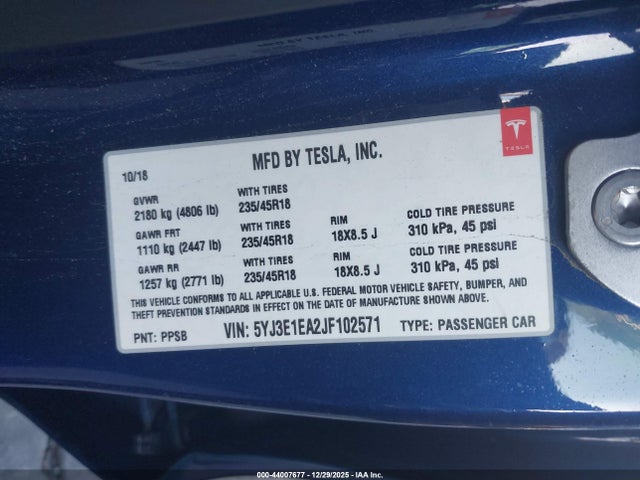 MFD BY TESLA, INC.
TESLA
10/18
MFD BY TESLA, INC.
GVWR WITH TIRES
2180 kg (4806 lb) 235/45R18
GAWR FRT WITH TIRES RIM COLD TIRE PRESSURE
1110 kg (2447 lb) 235/45R18 18X8.5 J 310 kPa, 45 psi
GAWR RR WITH TIRES RIM COLD TIRE PRESSURE
1257 kg (2771 lb) 235/45R18 18X8.5 J 310 kPa, 45 psi
THIS VEHICLE CONFORMS TO ALL APPLICABLE U.S. FEDERAL MOTOR VEHICLE SAFETY, BUMPER, AND
THEFT PREVENTION STANDARDS IN EFFECT ON THE DATE OF MANUFACTURE SHOWN ABOVE.
PNT: PPSB VIN: 5YJ3E1EA2JF102571 TYPE: PASSENGER CAR
000-44007677 - 12/29/2025 - IAA Inc.